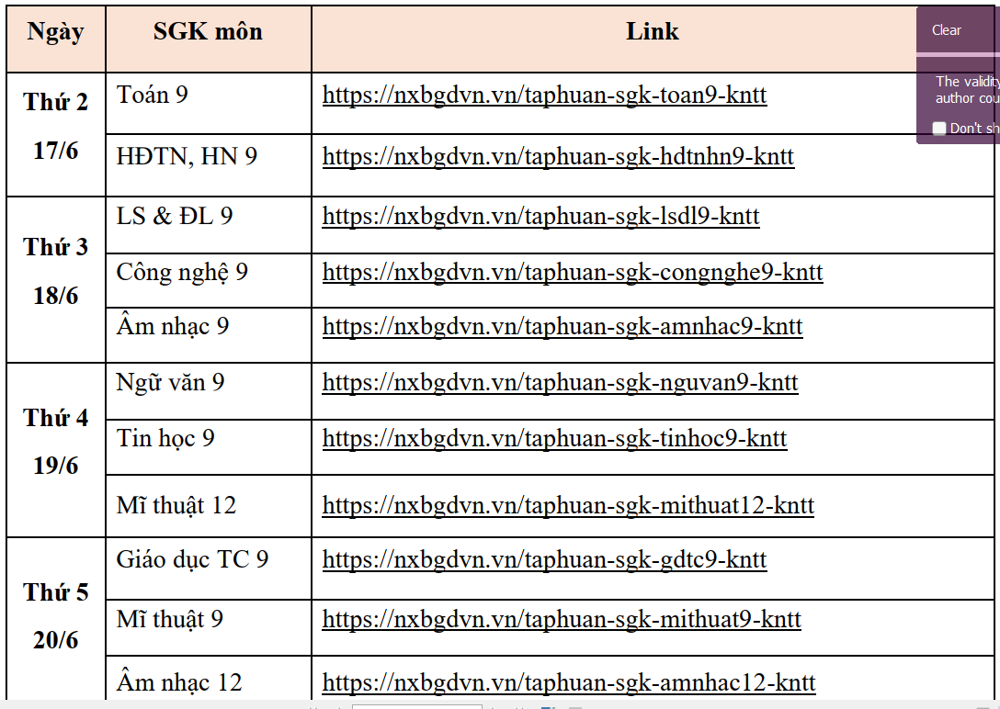 Ngày SGK môn Link
Clear
Thứ 2
17/6
Toán 9 https://nxbgdvn.vn/taphuan-sgk-toan9-kntt
The validity
author
Don't
HĐTN, HN 9 https://nxbgdvn.vn/taphuan-sgk-hdtnhn9-kntt
Thứ 3
18/6
LS & ĐL 9 https://nxbgdvn.vn/taphuan-sgk-lsdl9-kntt
Công nghệ 9 https://nxbgdvn.vn/taphuan-sgk-congnghe9-kntt
Âm nhạc 9 https://nxbgdvn.vn/taphuan-sgk-amnhac9-kntt
Thứ 4
19/6
Ngữ văn 9 https://nxbgdvn.vn/taphuan-sgk-nguvan9-kntt
Tin học 9 https://nxbgdvn.vn/taphuan-sgk-tinhoc9-kntt
Mĩ thuật 12 https://nxbgdvn.vn/taphuan-sgk-mithuat12-kntt
Thứ 5
20/6
Giáo dục TC 9 https://nxbgdvn.vn/taphuan-sgk-gdtc9-kntt
Mĩ thuật 9 https://nxbgdvn.vn/taphuan-sgk-mithuat9-kntt
Âm nhạc 12 https://nxbgdvn.vn/taphuan-sgk-amnhac12-kntt